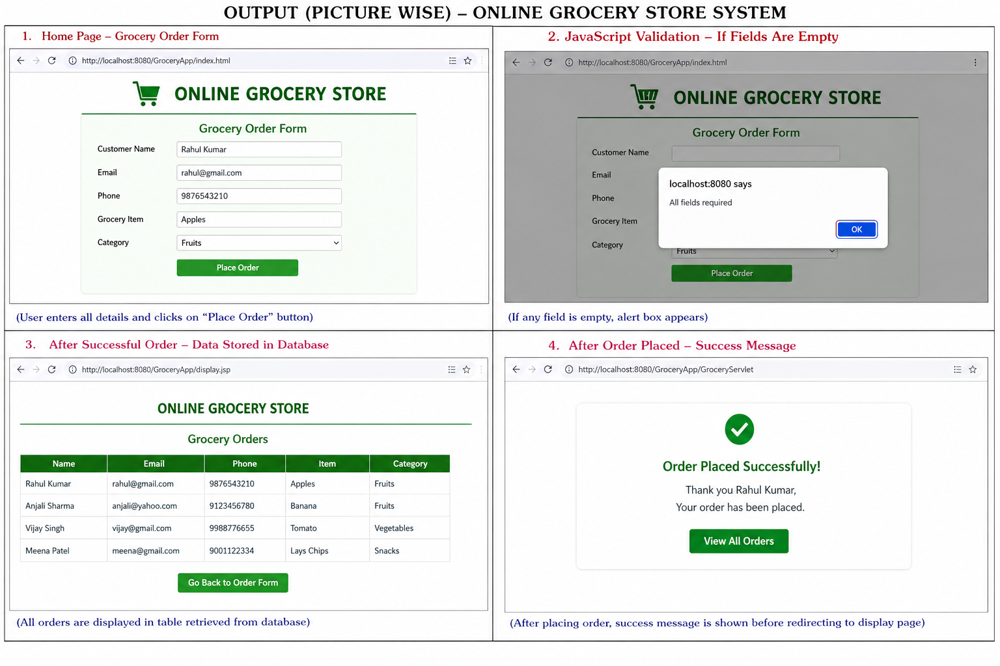 OUTPUT (PICTURE WISE) – ONLINE GROCERY STORE SYSTEM
1. Home Page – Grocery Order Form
http://localhost:8080/GroceryApp/index.html
ONLINE GROCERY STORE
Grocery Order Form
Customer Name
Rahul Kumar
Email
rahul@gmail.com
Phone
9876543210
Grocery Item
Apples
Category
Fruits
Place Order
(User enters all details and clicks on “Place Order” button)
2. JavaScript Validation – If Fields Are Empty
http://localhost:8080/GroceryApp/index.html
ONLINE GROCERY STORE
Grocery Order Form
Customer Name
Email
Phone
Grocery Item
Category
localhost:8080 says
All fields required
OK
Fruits
Place Order
(If any field is empty, alert box appears)
3. After Successful Order – Data Stored in Database
http://localhost:8080/GroceryApp/display.jsp
ONLINE GROCERY STORE
Grocery Orders
Name Email Phone Item Category
Rahul Kumar rahul@gmail.com 9876543210 Apples Fruits
Anjali Sharma anjali@yahoo.com 9123456780 Banana Fruits
Vijay Singh vijay@gmail.com 9988776655 Tomato Vegetables
Meena Patel meena@gmail.com 9001122334 Lays Chips Snacks
Go Back to Order Form
(All orders are displayed in table retrieved from database)
4. After Order Placed – Success Message
http://localhost:8080/GroceryApp/GroceryServlet
Order Placed Successfully!
Thank you Rahul Kumar,
Your order has been placed.
View All Orders
(After placing order, success message is shown before redirecting to display page)